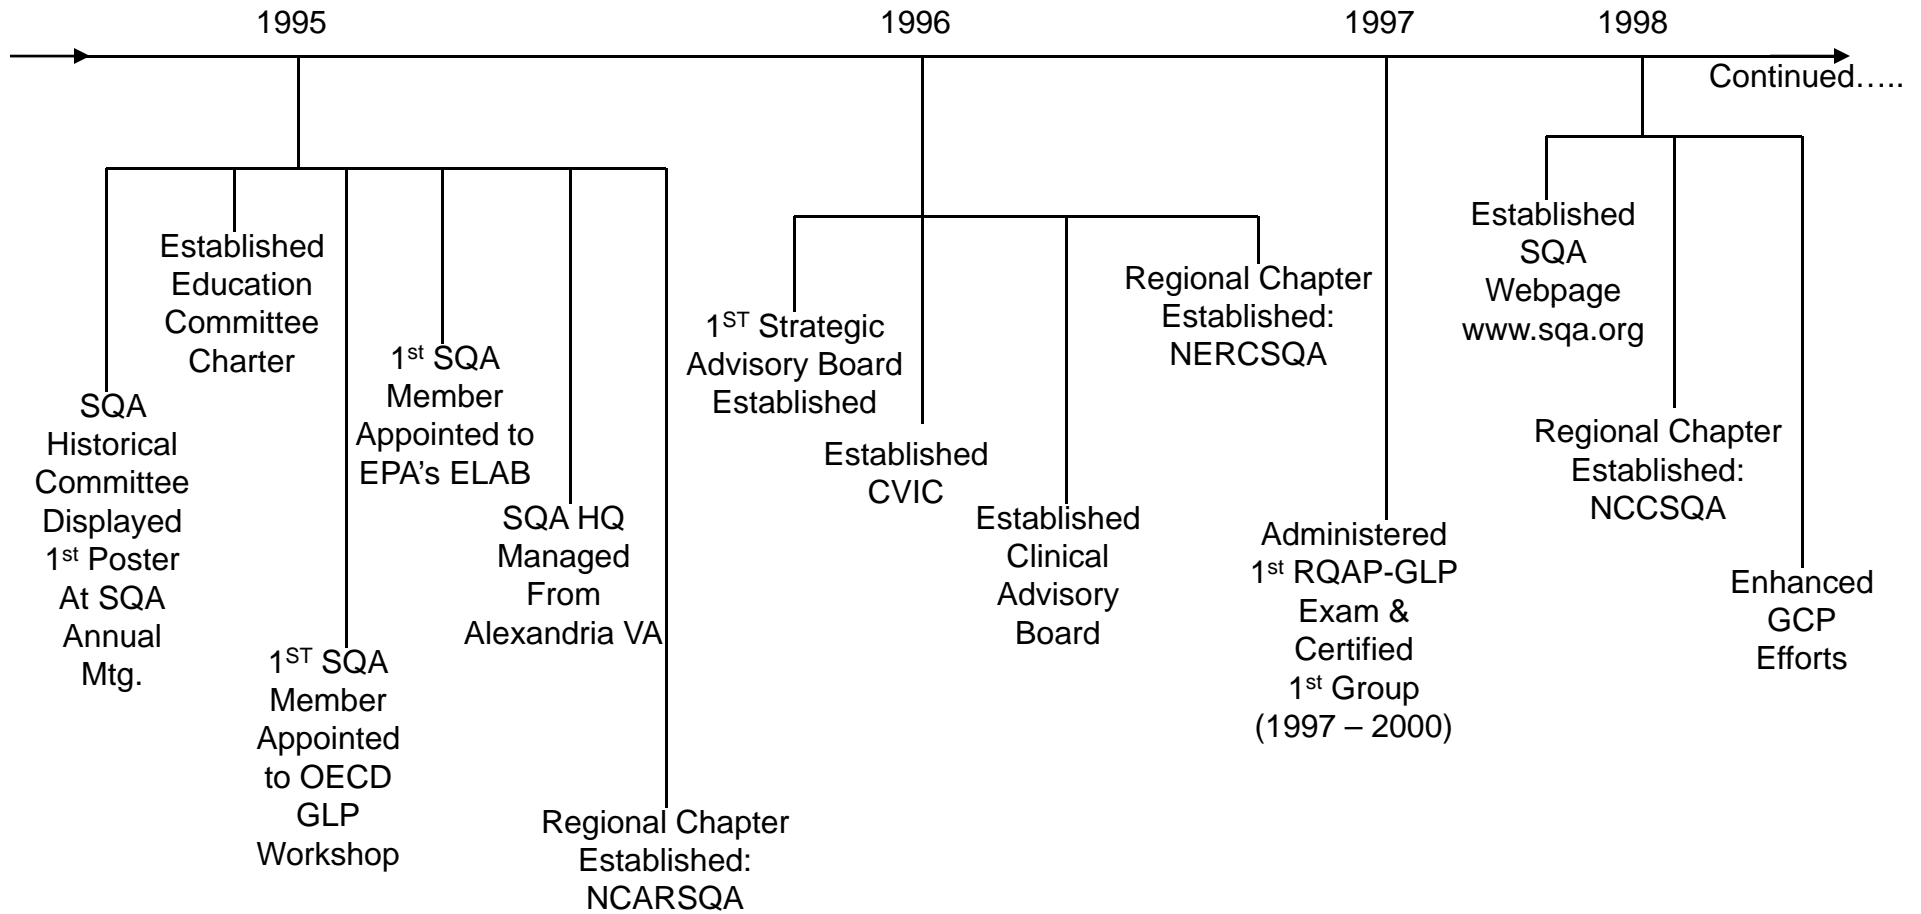 1995
1996
1997
1998
Continued…..
SQA
Historical
Committee
Displayed
1st Poster
At SQA
Annual
Mtg.
Established
Education
Committee
Charter
1ST SQA
Member
Appointed
to OECD
GLP
Workshop
1st SQA
Member
Appointed to
EPA’s ELAB
SQA HQ
Managed
From
Alexandria VA
Regional Chapter
Established:
NCARSQA
1ST Strategic
Advisory Board
Established
Established
CVIC
Established
Clinical
Advisory
Board
Regional Chapter
Established:
NERCSQA
Administered
1st RQAP-GLP
Exam &
Certified
1st Group
(1997 – 2000)
Established
SQA
Webpage
www.sqa.org
Regional Chapter
Established:
NCCSQA
Enhanced
GCP
Efforts